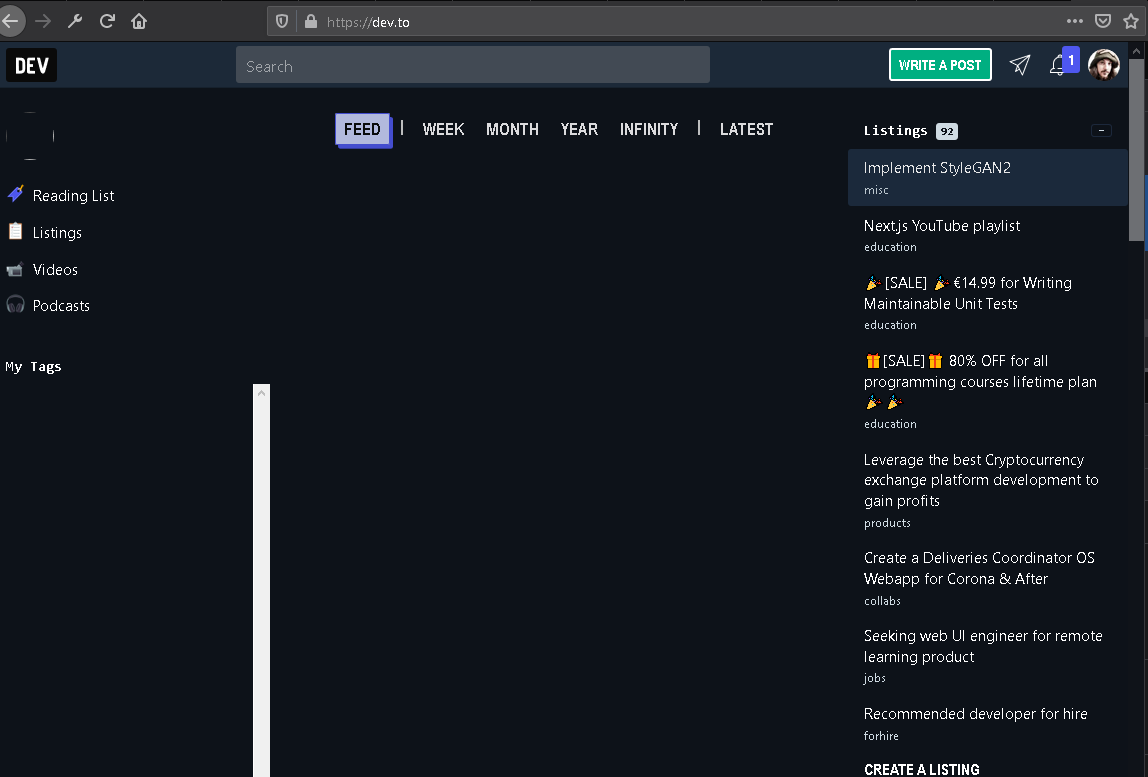 https://dev.to
DEV
Search
WRITE A POST
1
FEED | WEEK MONTH YEAR INFINITY | LATEST
Reading List
Listings
Videos
Podcasts
My Tags
Listings 92
Implement StyleGAN2
misc
Next.js YouTube playlist
education
🎉 [SALE] 🎉 €14.99 for Writing
Maintainable Unit Tests
education
🎁[SALE]🎁 80% OFF for all
programming courses lifetime plan
🎉 🎉
education
Leverage the best Cryptocurrency
exchange platform development to
gain profits
products
Create a Deliveries Coordinator OS
Webapp for Corona & After
collabs
Seeking web UI engineer for remote
learning product
jobs
Recommended developer for hire
forhire
CREATE A LISTING